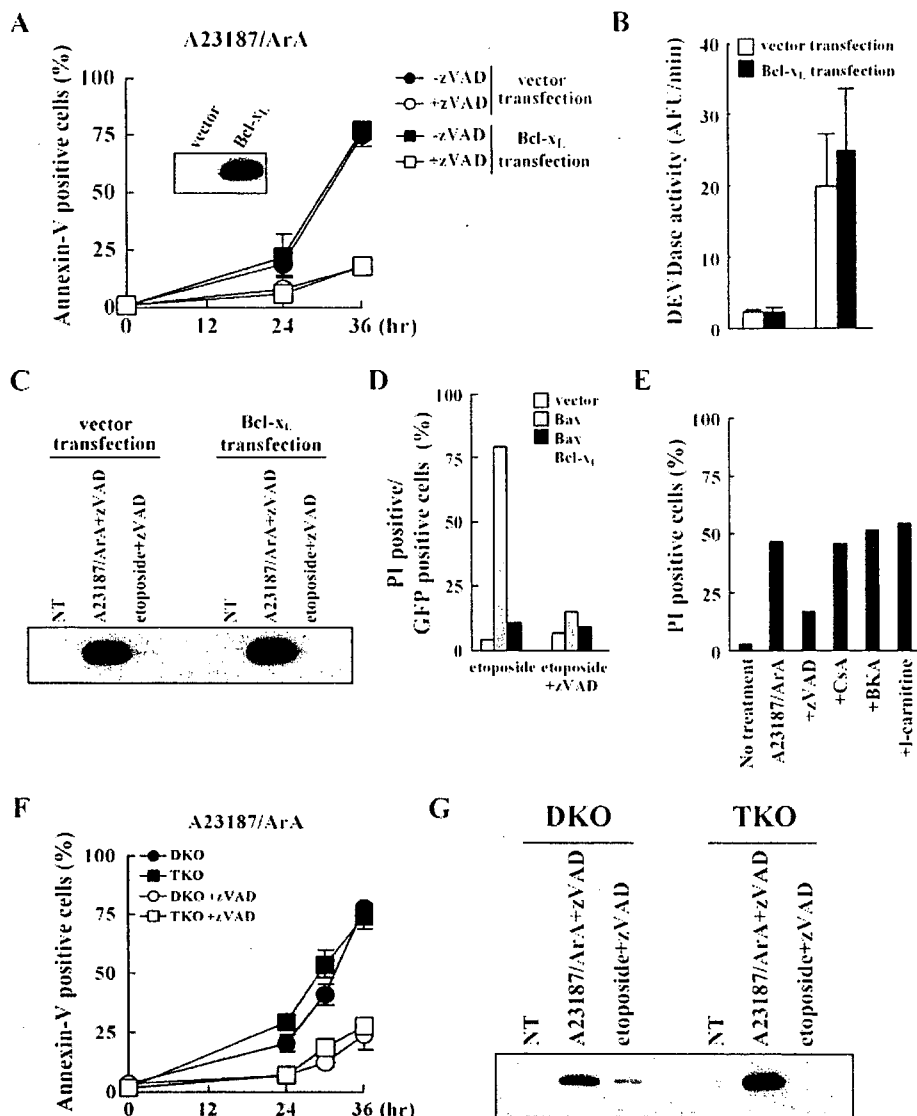 A
A23187/ArA
Annexin-V positive cells (%)
100
75
50
25
0
0
12
24
36 (hr)
vector
Bcl-xL
-zVAD
+zVAD
vector
transfection
-zVAD
+zVAD
Bcl-xL
transfection
B
DEVDase activity (AFU/min)
40
30
20
10
0
vector transfection
Bcl-xL transfection
C
vector
transfection
Bcl-xL
transfection
NT
A23187/ArA+zVAD
etoposide+zVAD
NT
A23187/ArA+zVAD
etoposide+zVAD
D
PI positive/
GFP positive cells (%)
100
75
50
25
0
vector
Bax
Bax
Bcl-xL
etoposide
etoposide
+zVAD
E
PI positive cells (%)
100
75
50
25
0
No treatment
A23187/ArA
+zVAD
+CsA
+BKA
+l-carnitine
F
A23187/ArA
Annexin-V positive cells (%)
100
75
50
25
0
0
12
24
36 (hr)
DKO
TKO
DKO +zVAD
TKO +zVAD
G
DKO
TKO
NT
A23187/ArA+zVAD
etoposide+zVAD
NT
A23187/ArA+zVAD
etoposide+zVAD